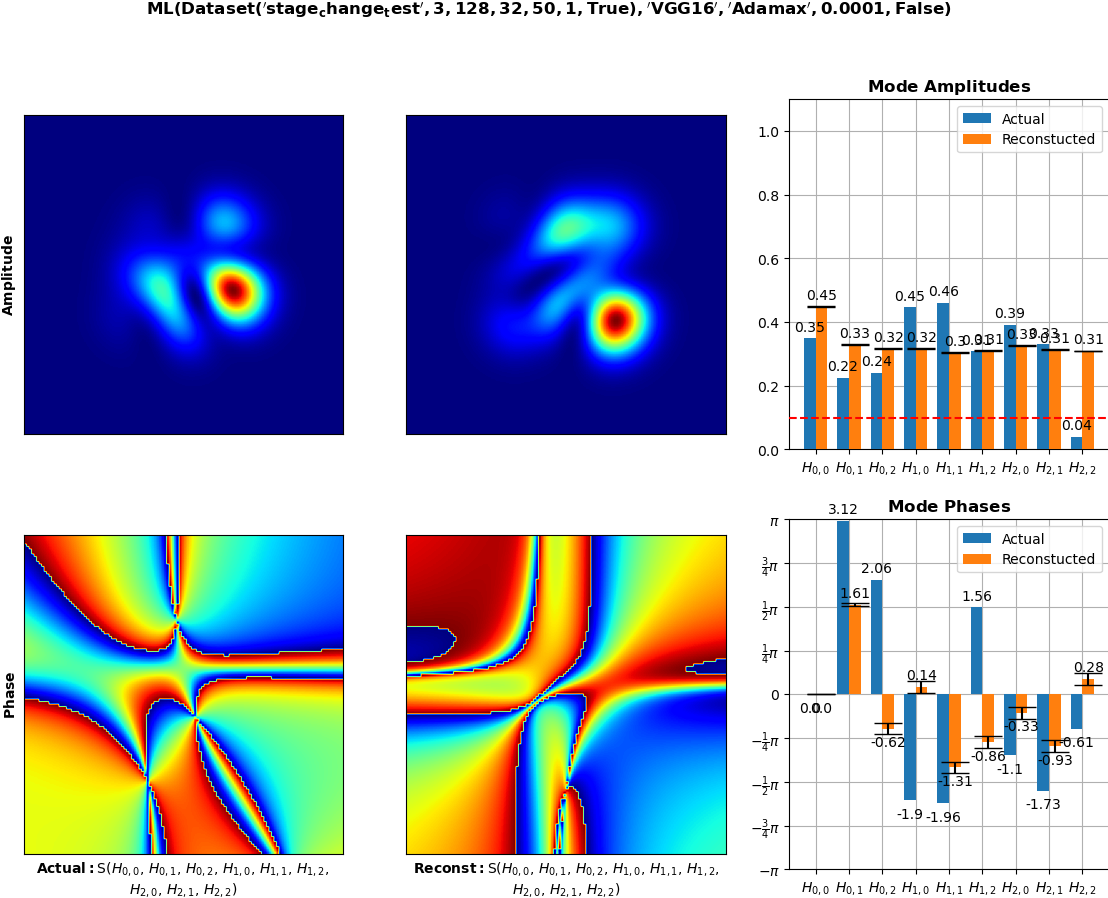 ML(Dataset('stage_change_test', 3, 128, 32, 50, 1, True), 'VGG16', 'Adamax', 0.0001, False)
Amplitude
Mode Amplitudes
Actual
Reconstucted
1.0
0.8
0.6
0.4
0.2
0.0
0.35 0.22 0.24 0.45 0.46 0.31 0.39 0.33 0.04
0.45 0.33 0.32 0.32 0.3 0.31 0.33 0.31 0.31
H0,0 H0,1 H0,2 H1,0 H1,1 H1,2 H2,0 H2,1 H2,2
Phase
Actual: S(H0,0, H0,1, H0,2, H1,0, H1,1, H1,2,
H2,0, H2,1, H2,2)
Reconst: S(H0,0, H0,1, H0,2, H1,0, H1,1, H1,2,
H2,0, H2,1, H2,2)
Mode Phases
Actual
Reconstucted
π
3/4π
1/2π
1/4π
0
−1/4π
−1/2π
−3/4π
−π
0.0 3.12 2.06 -1.9 -1.96 1.56 -1.1 -1.73 -0.61
0.0 1.61 -0.62 0.14 -1.31 -0.86 -0.33 -0.93 0.28
H0,0 H0,1 H0,2 H1,0 H1,1 H1,2 H2,0 H2,1 H2,2